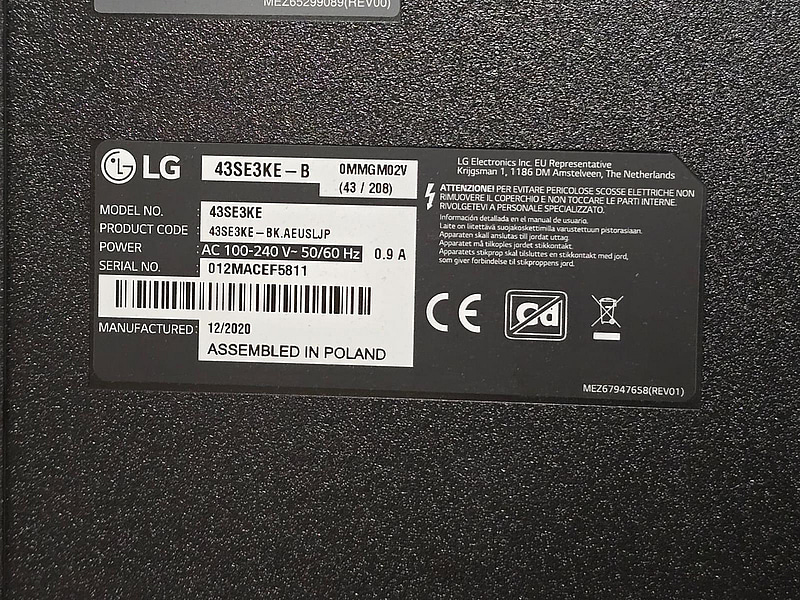 MEZ65299089(REV00)
LG
43SE3KE-B
0MMGM02V
(43 / 208)
MODEL NO. : 43SE3KE
PRODUCT CODE : 43SE3KE-BK.AEUSLJP
POWER : AC 100-240 V~ 50/60 Hz 0.9 A
SERIAL NO. : 012MACEF5811
MANUFACTURED : 12/2020
ASSEMBLED IN POLAND
LG Electronics Inc. EU Representative
Krijgsman 1, 1186 DM Amstelveen, The Netherlands
ATTENZIONE! PER EVITARE PERICOLOSE SCOSSE ELETTRICHE NON
RIMUOVERE IL COPERCHIO E NON TOCCARE LE PARTI INTERNE.
RIVOLGETEVI A PERSONALE SPECIALIZZATO.
Información detallada en el manual de usuario.
Laite on liitettävä suojakoskettimilla varustettuun pistorasiaan.
Apparaten skall anslutas till jordat uttag.
Apparatet må tilkoples jordet stikkontakt.
Apparatets stikprop skal tilsluttes en stikkontakt med jord,
som giver forbindelse til stikproppens jord.
CE
Cd
MEZ67947658(REV01)